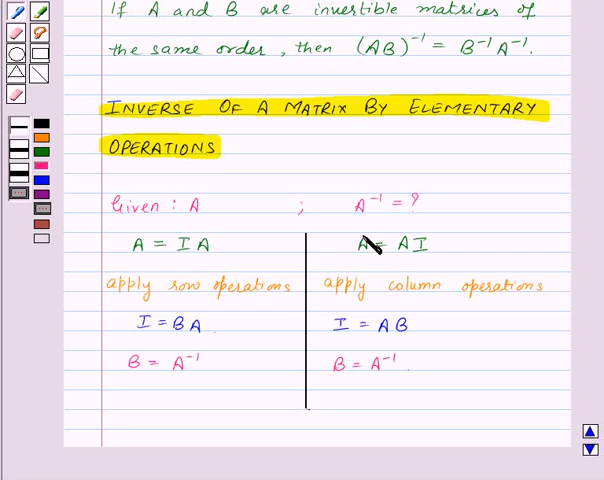 If A and B are invertible matrices of
the same order, then (AB)⁻¹ = B⁻¹A⁻¹.
INVERSE OF A MATRIX BY ELEMENTARY
OPERATIONS
Given : A ; A⁻¹ = ?
A = IA
apply row operations
I = BA
B = A⁻¹
A = AI
apply column operations
I = AB
B = A⁻¹.